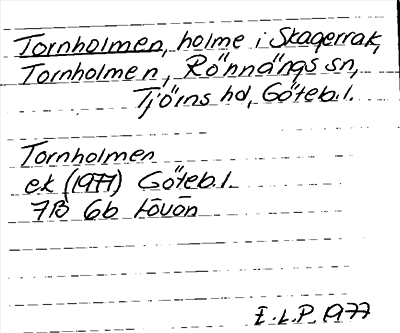 Tornholmen, holme i Skagerrak,
Tornholmen, Rönnängs sn,
Tjörns hd, Göteb.l.
Tornholmen
ek (1977) Göteb.l.
7B 6b Lövön
E.L.P. 1977